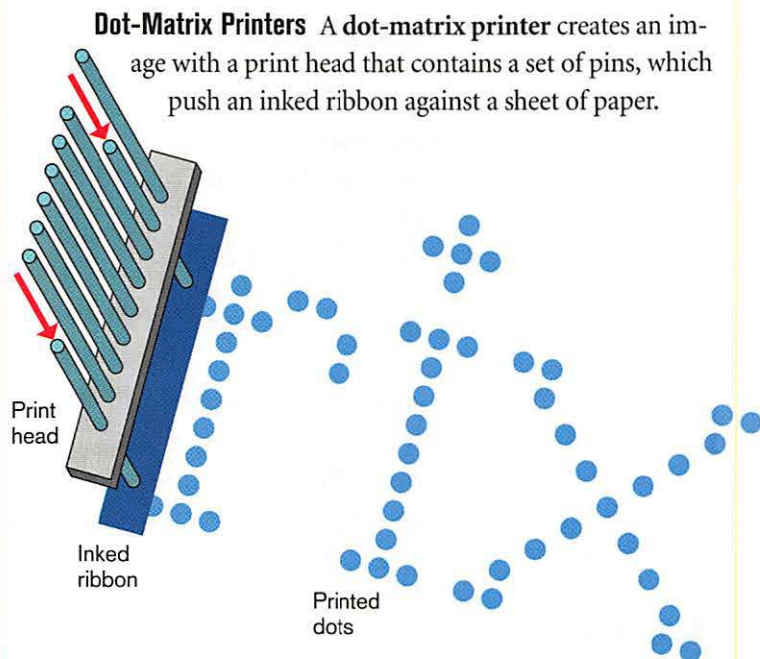 Dot-Matrix Printers A dot-matrix printer creates an im-
age with a print head that contains a set of pins, which
push an inked ribbon against a sheet of paper.
Print
head
Inked
ribbon
Printed
dots
rix